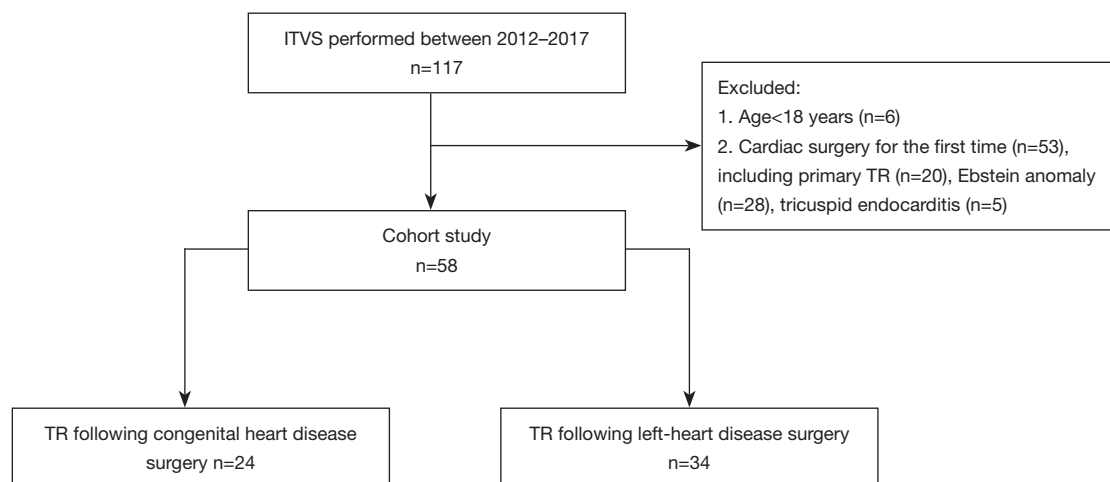 ITVS performed between 2012–2017
n=117
Excluded:
1. Age<18 years (n=6)
2. Cardiac surgery for the first time (n=53),
including primary TR (n=20), Ebstein anomaly
(n=28), tricuspid endocarditis (n=5)
Cohort study
n=58
TR following congenital heart disease
surgery n=24
TR following left-heart disease surgery
n=34